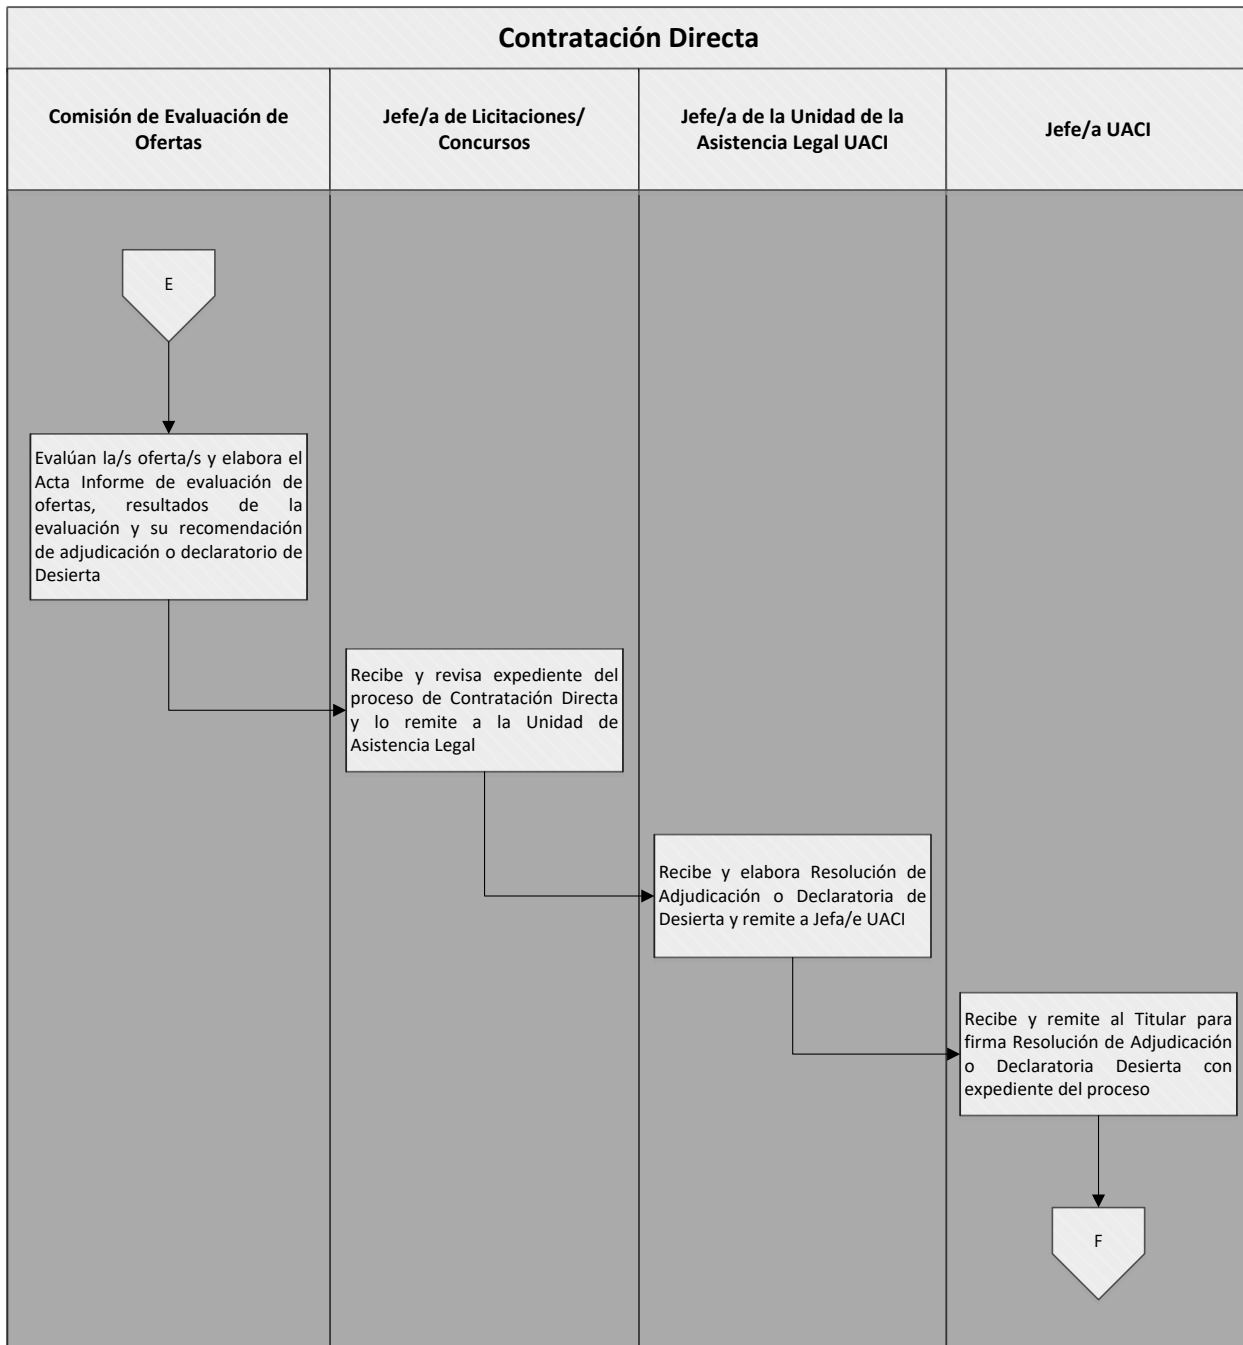 Contratación Directa
Comisión de Evaluación de
Ofertas
Jefe/a de Licitaciones/
Concursos
Jefe/a de la Unidad de la
Asistencia Legal UACI
Jefe/a UACI
E
Evalúan la/s oferta/s y elabora el
Acta Informe de evaluación de
ofertas, resultados de la
evaluación y su recomendación
de adjudicación o declaratorio de
Desierta
Recibe y revisa expediente del
proceso de Contratación Directa
y lo remite a la Unidad de
Asistencia Legal
Recibe y elabora Resolución de
Adjudicación o Declaratoria de
Desierta y remite a Jefa/e UACI
Recibe y remite al Titular para
firma Resolución de Adjudicación
o Declaratoria Desierta con
expediente del proceso
F